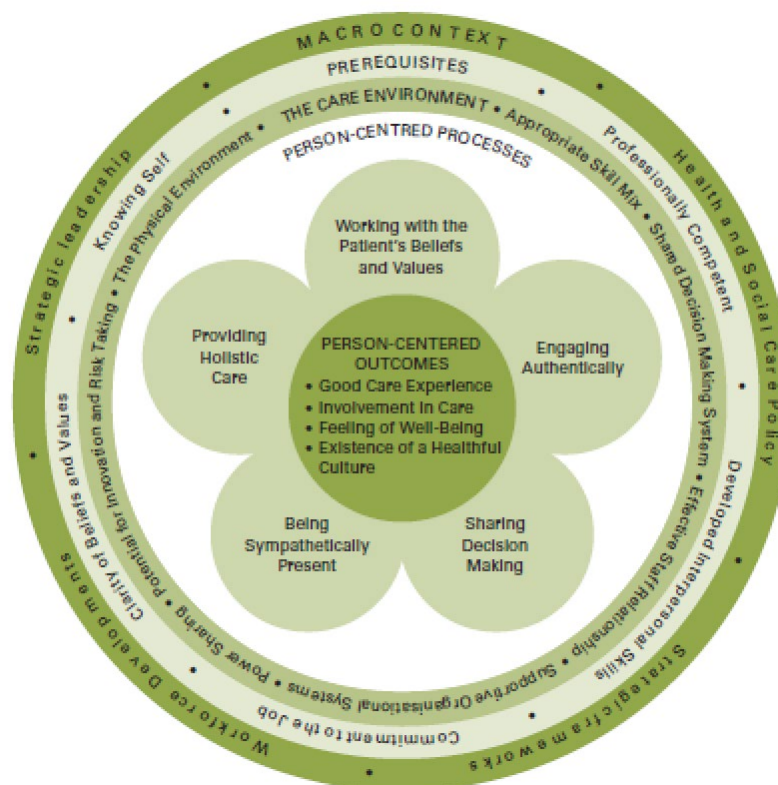 MACRO CONTEXT
• Health and Social Care Policy
• Strategic frameworks
• Workforce Developments
• Strategic leadership •
PREREQUISITES
• Professionally Competent
• Developed Interpersonal Skills
• Commitment to the Job
• Clarity of Beliefs and Values
• Knowing Self •
THE CARE ENVIRONMENT • Appropriate Skill Mix • Shared Decision Making System • Effective Staff Relationship • Supportive Organisational Systems • Power Sharing • Potential for Innovation and Risk Taking • The Physical Environment •
PERSON-CENTRED PROCESSES
Working with the
Patient's Beliefs
and Values
Engaging
Authentically
Sharing
Decision
Making
Being
Sympathetically
Present
Providing
Holistic
Care
PERSON-CENTERED
OUTCOMES
• Good Care Experience
• Involvement in Care
• Feeling of Well-Being
• Existence of a Healthful
Culture